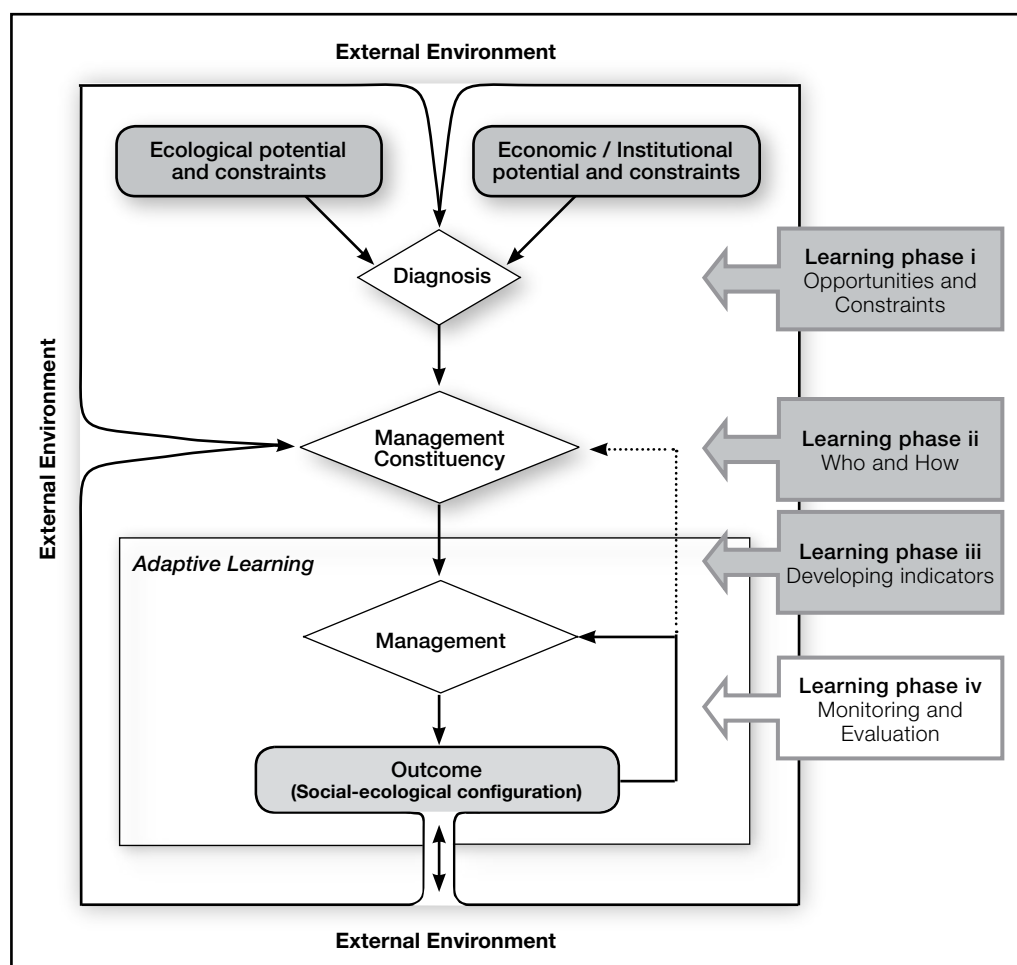 External Environment
Ecological potential
and constraints
Economic / Institutional
potential and constraints
Diagnosis
Learning phase i
Opportunities and
Constraints
External Environment
Management
Constituency
Learning phase ii
Who and How
Adaptive Learning
Learning phase iii
Developing indicators
Management
Learning phase iv
Monitoring and
Evaluation
Outcome
(Social-ecological configuration)
External Environment